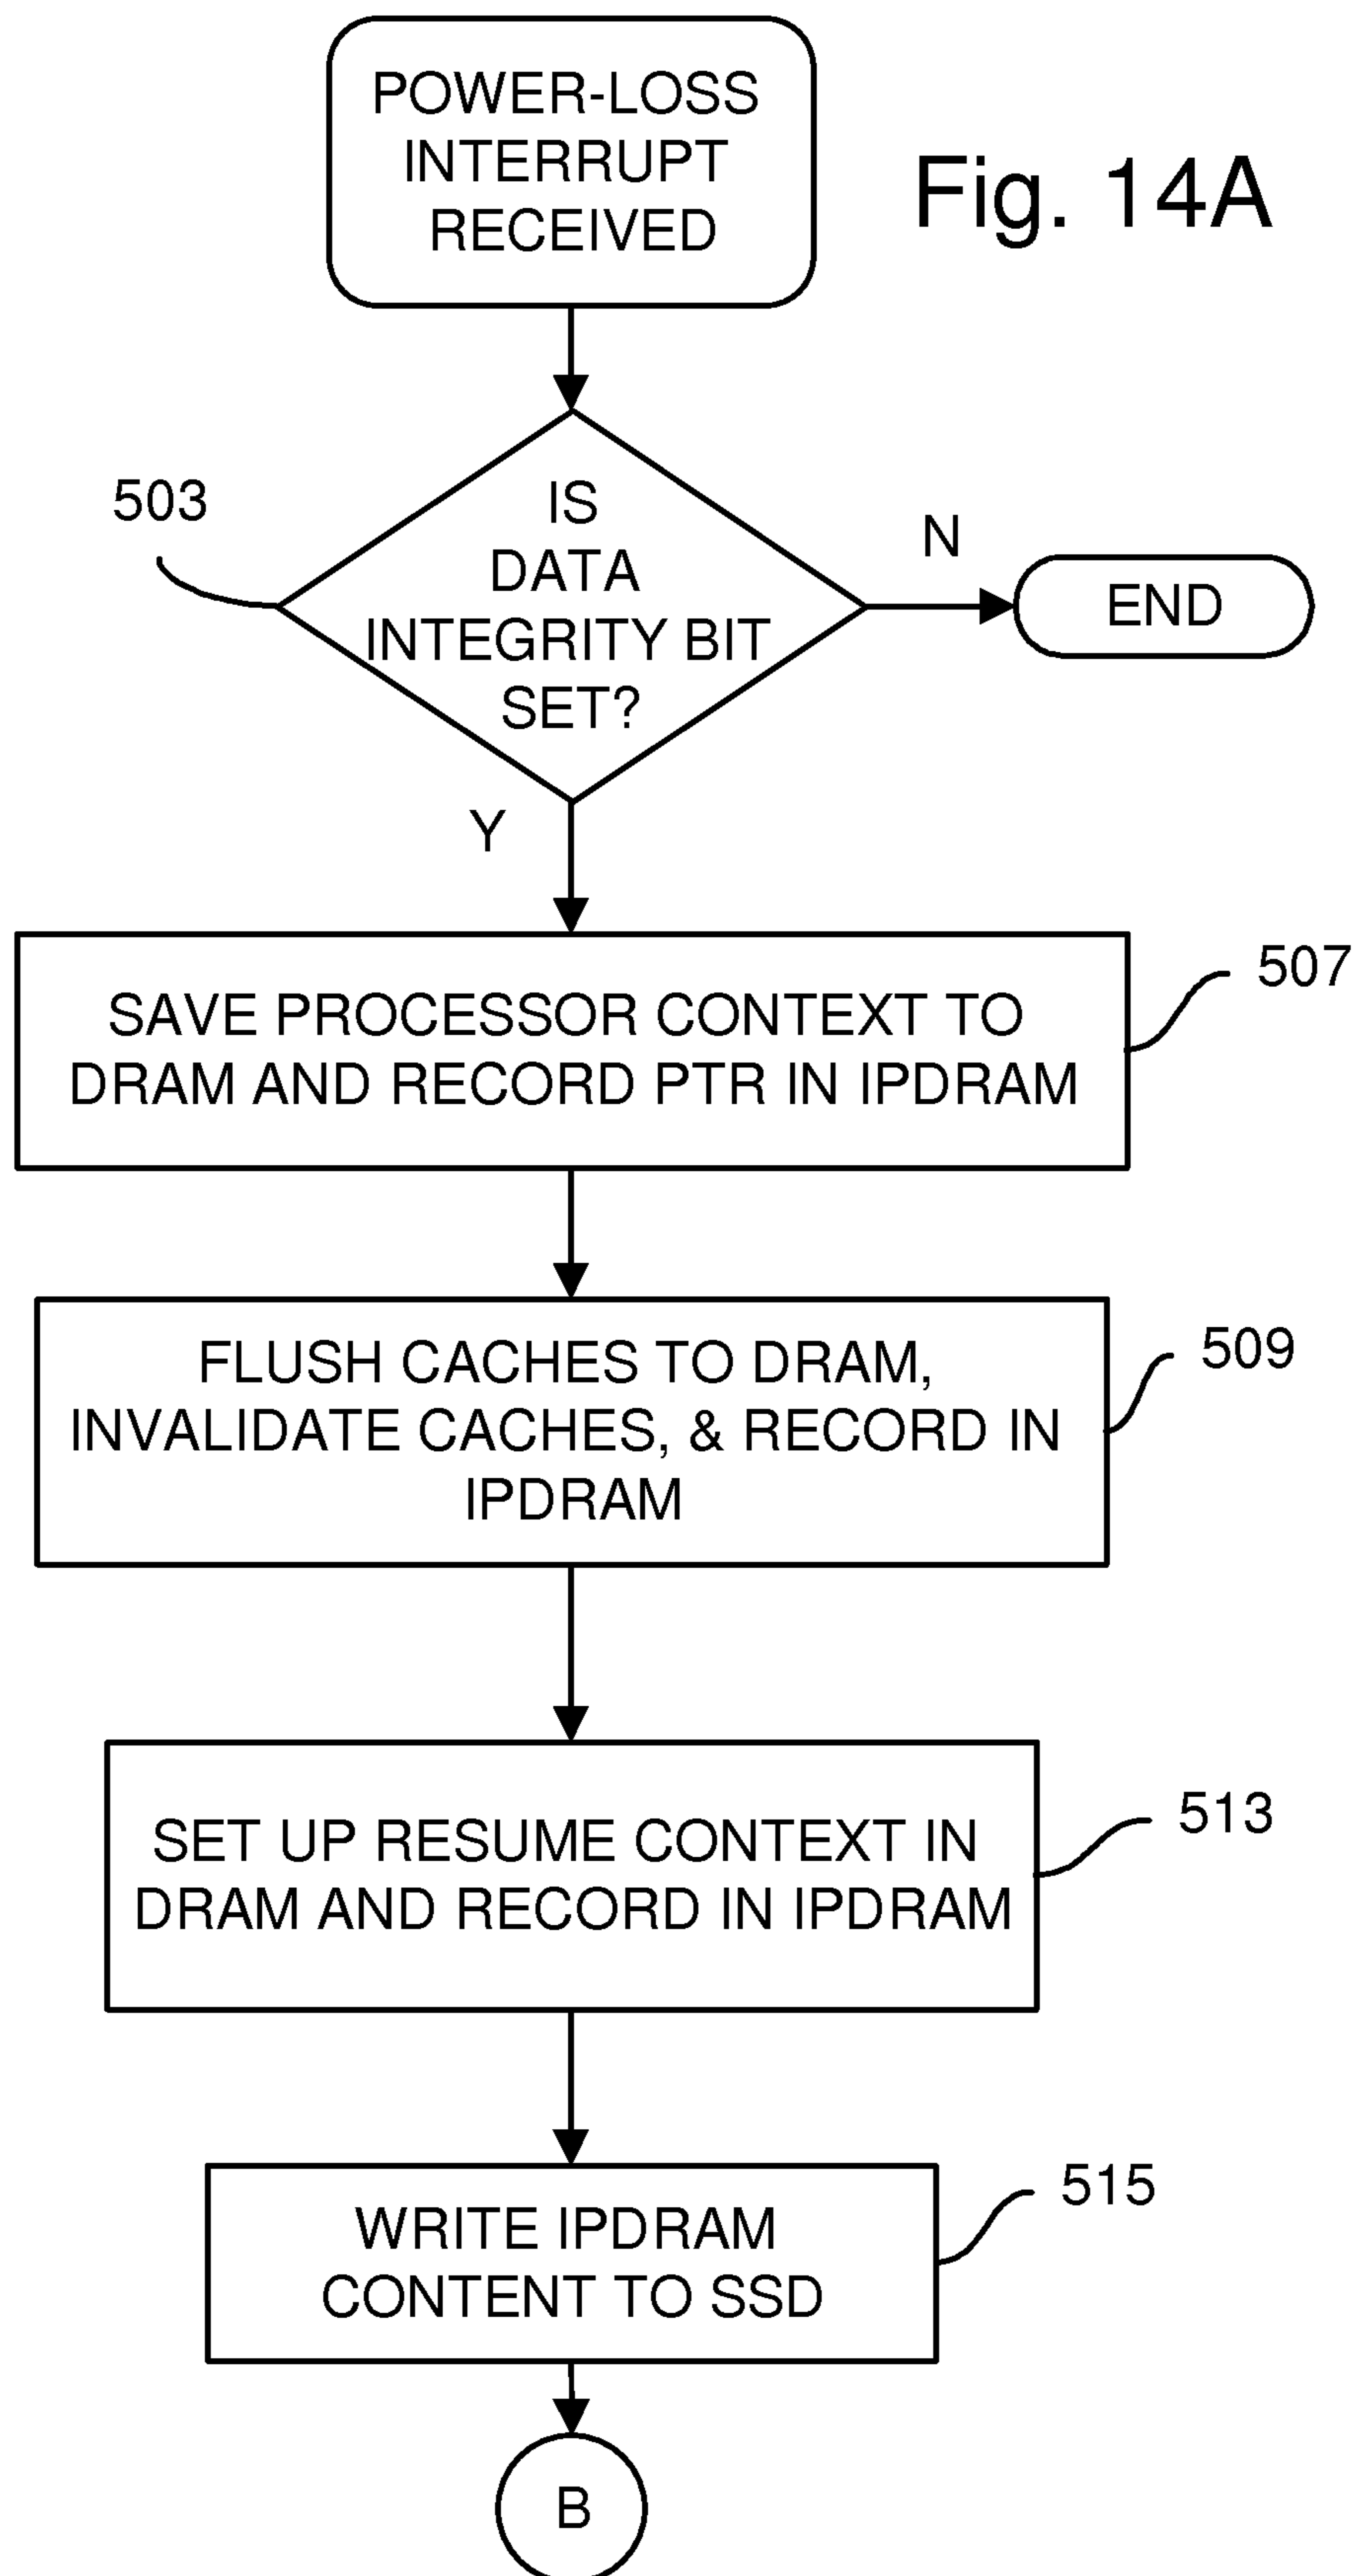 POWER-LOSS
INTERRUPT
RECEIVED
Fig. 14A
503
IS
DATA
INTEGRITY BIT
SET?
N
END
Y
507
SAVE PROCESSOR CONTEXT TO
DRAM AND RECORD PTR IN IPDRAM
509
FLUSH CACHES TO DRAM,
INVALIDATE CACHES, & RECORD IN
IPDRAM
513
SET UP RESUME CONTEXT IN
DRAM AND RECORD IN IPDRAM
515
WRITE IPDRAM
CONTENT TO SSD
B